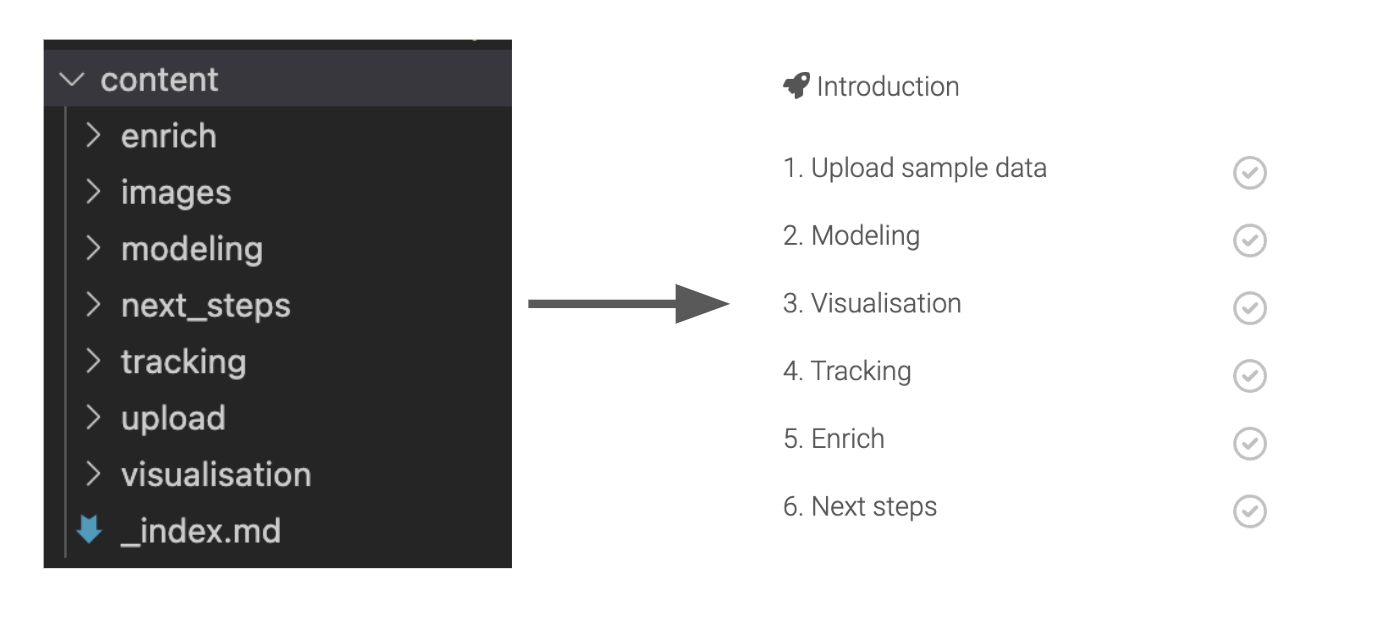 content
enrich
images
modeling
next_steps
tracking
upload
visualisation
_index.md
Introduction
1. Upload sample data
2. Modeling
3. Visualisation
4. Tracking
5. Enrich
6. Next steps